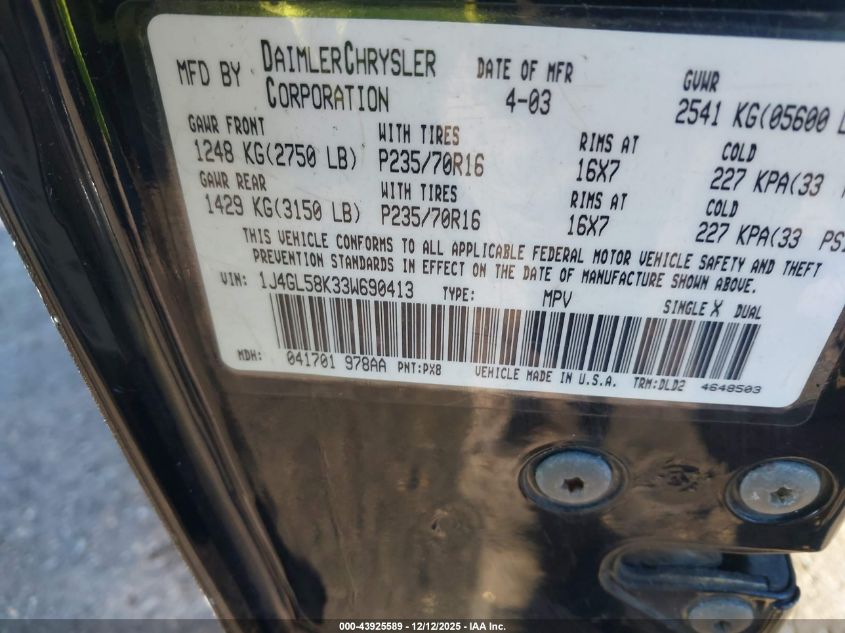 MFD BY DAIMLERCHRYSLER CORPORATION DATE OF MFR 4-03 GVWR 2541 KG(05600 L
GAWR FRONT WITH TIRES RIMS AT COLD
1248 KG(2750 LB) P235/70R16 16X7 227 KPA(33
GAWR REAR WITH TIRES RIMS AT COLD
1429 KG(3150 LB) P235/70R16 16X7 227 KPA(33 PSI
THIS VEHICLE CONFORMS TO ALL APPLICABLE FEDERAL MOTOR VEHICLE SAFETY AND THEFT
PREVENTION STANDARDS IN EFFECT ON THE DATE OF MANUFACTURE SHOWN ABOVE.
VIN: 1J4GL58K33W690413 TYPE: MPV SINGLE X DUAL
MDH: 041701 978AA PNT:PX8 VEHICLE MADE IN U.S.A. TRM:DLD2 4648503
000-43925589 - 12/12/2025 - IAA Inc.